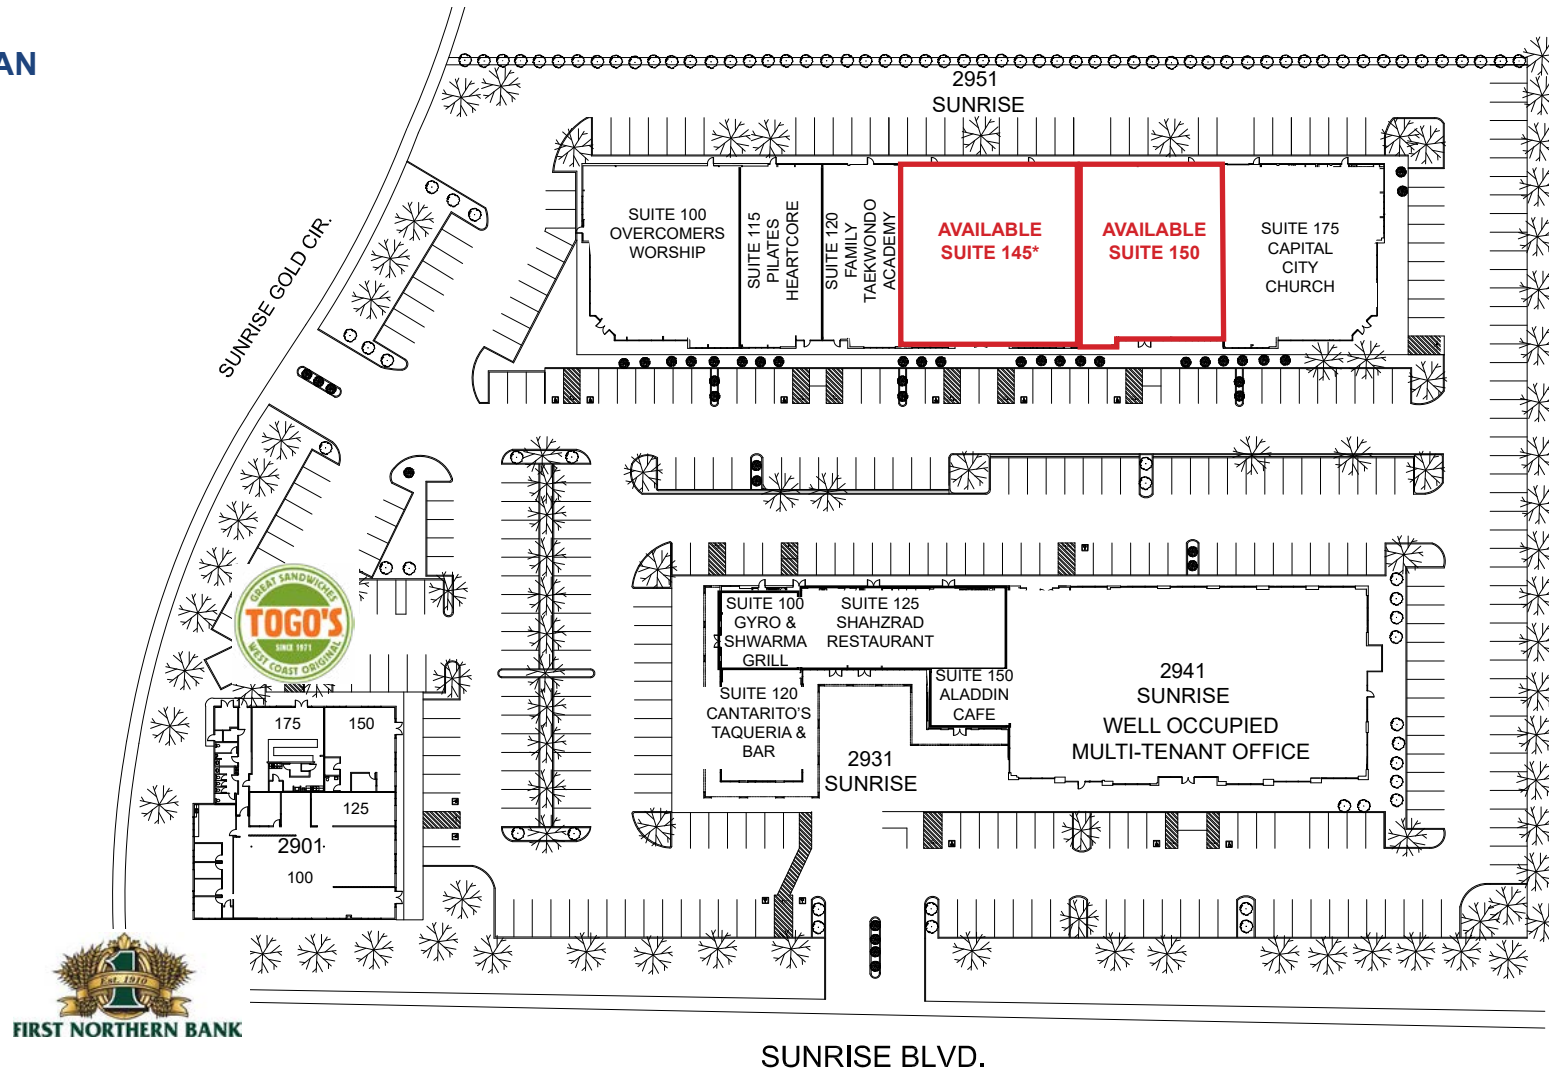 AN
2951
SUNRISE
SUNRISE GOLD CIR.
SUITE 100
OVERCOMERS
WORSHIP
SUITE 115
PILATES
HEARTCORE
SUITE 120
FAMILY
TAEKWONDO
ACADEMY
AVAILABLE
SUITE 145*
AVAILABLE
SUITE 150
SUITE 175
CAPITAL
CITY
CHURCH
GREAT SANDWICHES
TOGO'S
SINCE 1971
WEST COAST ORIGINAL
SUITE 100
GYRO &
SHWARMA
GRILL
SUITE 125
SHAHZRAD
RESTAURANT
SUITE 120
CANTARITO'S
TAQUERIA &
BAR
SUITE 150
ALADDIN
CAFE
2931
SUNRISE
2941
SUNRISE
WELL OCCUPIED
MULTI-TENANT OFFICE
175
150
125
2901
100
Est. 1910
1
FIRST NORTHERN BANK
SUNRISE BLVD.